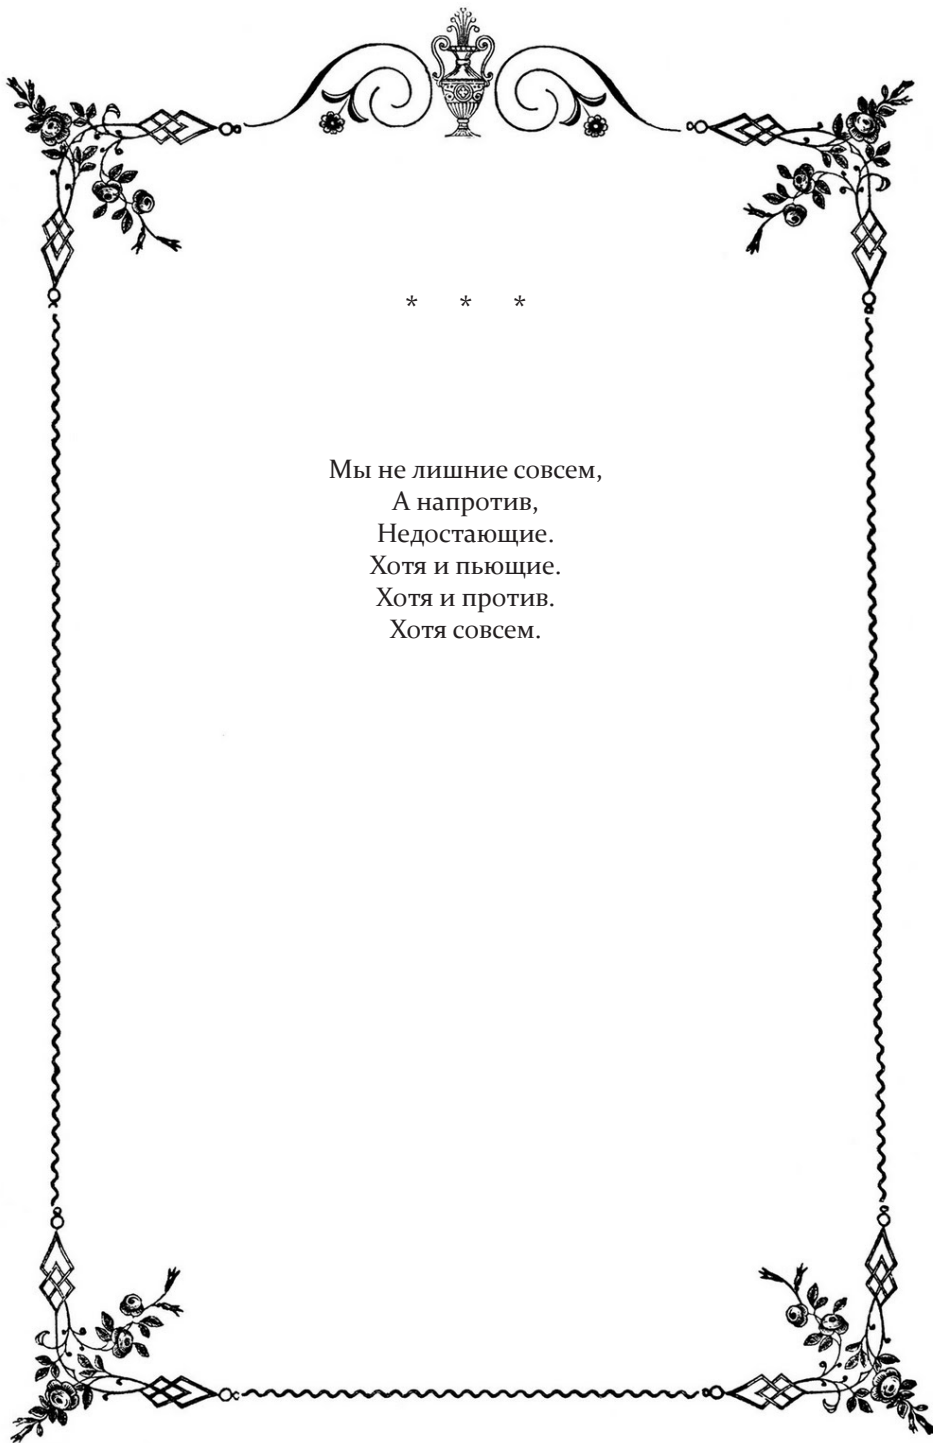 * * *
Мы не лишние совсем,
А напротив,
Недостающие.
Хотя и пьющие.
Хотя и против.
Хотя совсем.